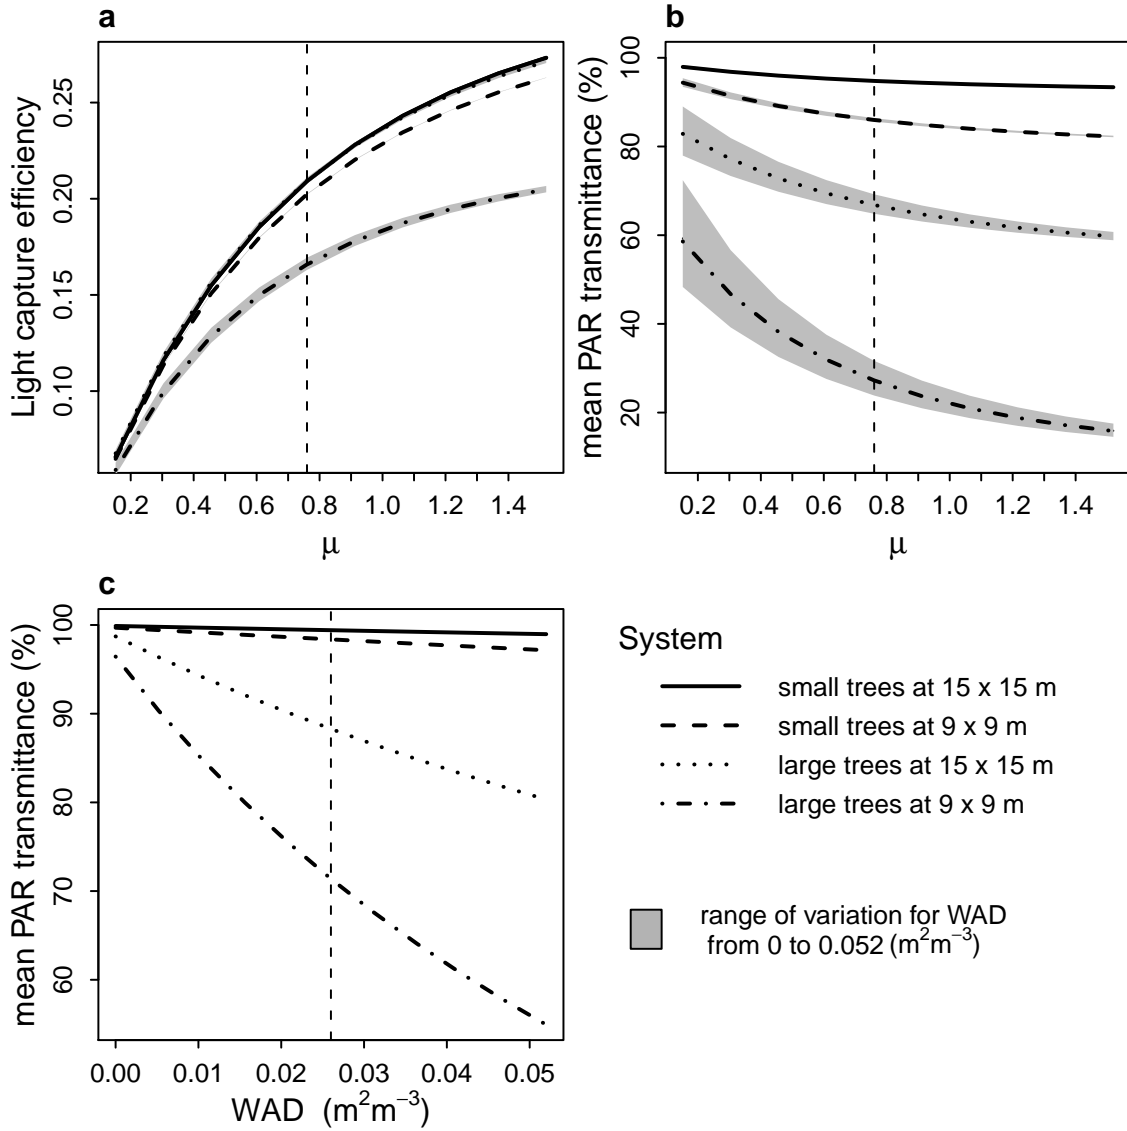 a
Light capture efficiency
0.25
0.20
0.15
0.10
0.2 0.4 0.6 0.8 1.0 1.2 1.4
μ
b
mean PAR transmittance (%)
100
80
60
40
20
0.2 0.4 0.6 0.8 1.0 1.2 1.4
μ
c
mean PAR transmittance (%)
100
90
80
70
60
0.00 0.01 0.02 0.03 0.04 0.05
WAD (m²m⁻³)
System
small trees at 15 x 15 m
small trees at 9 x 9 m
large trees at 15 x 15 m
large trees at 9 x 9 m
range of variation for WAD
from 0 to 0.052 (m²m⁻³)